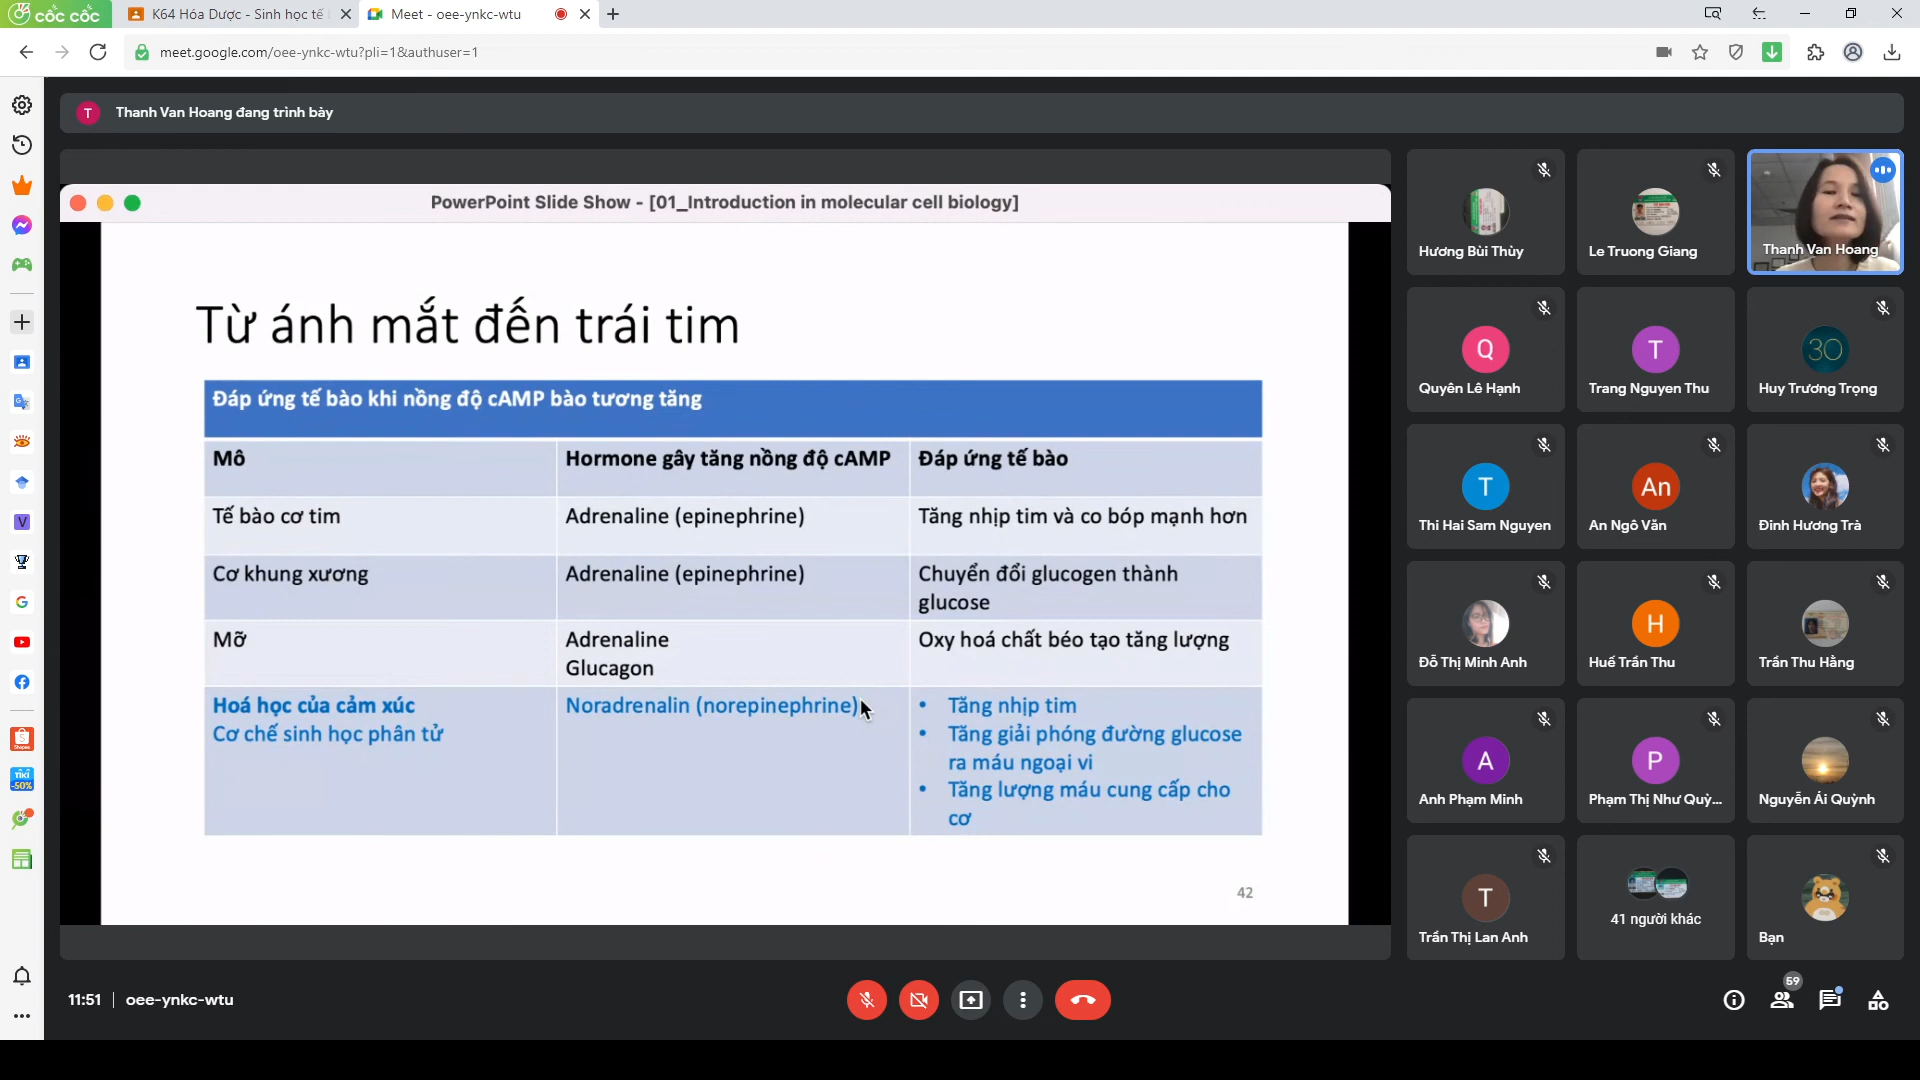 cốc cốc
K64 Hóa Dược - Sinh học tế
Meet - oee-ynkc-wtu
meet.google.com/oee-ynkc-wtu?pli=1&authuser=1
T
Thanh Van Hoang đang trình bày
PowerPoint Slide Show - [01_Introduction in molecular cell biology]
Từ ánh mắt đến trái tim
Đáp ứng tế bào khi nồng độ cAMP bào tương tăng
Mô
Hormone gây tăng nồng độ cAMP
Đáp ứng tế bào
Tế bào cơ tim
Adrenaline (epinephrine)
Tăng nhịp tim và co bóp mạnh hơn
Cơ khung xương
Adrenaline (epinephrine)
Chuyển đổi glucogen thành
glucose
Mỡ
Adrenaline
Glucagon
Oxy hoá chất béo tạo tăng lượng
Hoá học của cảm xúc
Cơ chế sinh học phân tử
Noradrenalin (norepinephrine)
• Tăng nhịp tim
• Tăng giải phóng đường glucose
ra máu ngoại vi
• Tăng lượng máu cung cấp cho
cơ
42
Hương Bùi Thùy
Le Truong Giang
Thanh Van Hoang
Q
Quyên Lê Hạnh
T
Trang Nguyen Thu
30
Huy Trương Trọng
T
Thi Hai Sam Nguyen
An
An Ngô Văn
Đinh Hương Trà
Đỗ Thị Minh Anh
H
Huế Trần Thu
Trần Thu Hằng
A
Anh Phạm Minh
P
Phạm Thị Như Quỳ...
Nguyễn Ái Quỳnh
T
Trần Thị Lan Anh
41 người khác
Bạn
11:51
oee-ynkc-wtu
59
V
G
Shopee
TIKI
-50%